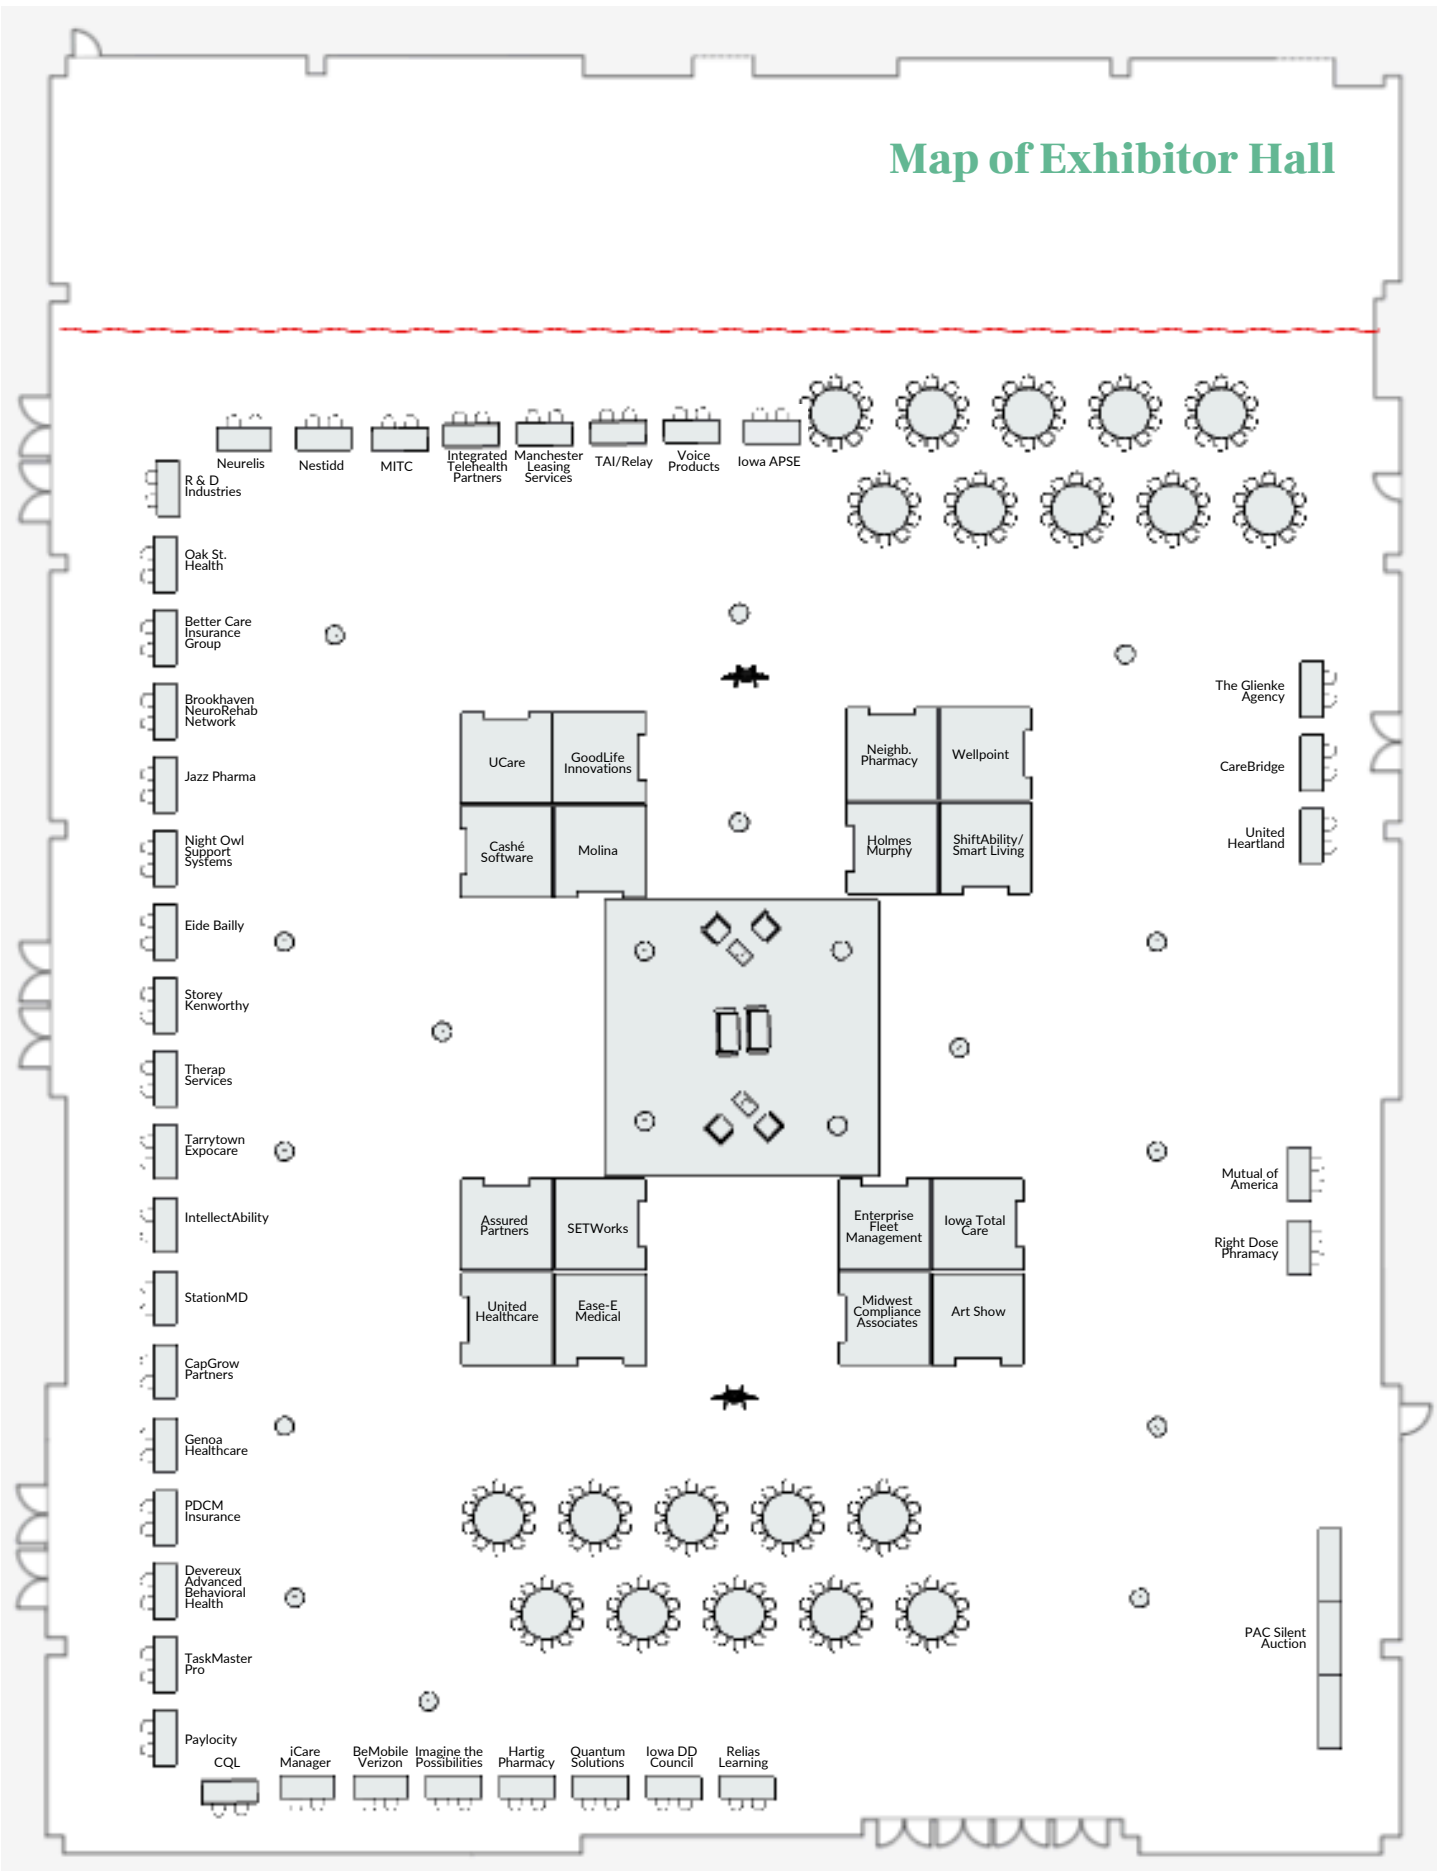 Map of Exhibitor Hall
Neurelis
Nestidd
MITC
Integrated
Telehealth
Partners
Manchester
Leasing
Services
TAI/Relay
Voice
Products
Iowa APSE
R & D
Industries
Oak St.
Health
Better Care
Insurance
Group
Brookhaven
NeuroRehab
Network
Jazz Pharma
Night Owl
Support
Systems
Eide Bailly
Storey
Kenworthy
Therap
Services
Tarrytown
Expocare
IntellectAbility
StationMD
CapGrow
Partners
Genoa
Healthcare
PDCM
Insurance
Devereux
Advanced
Behavioral
Health
TaskMaster
Pro
Paylocity
UCare
GoodLife
Innovations
Cashé
Software
Molina
Neighb.
Pharmacy
Wellpoint
Holmes
Murphy
ShiftAbility/
Smart Living
The Glienke
Agency
CareBridge
United
Heartland
Assured
Partners
SETWorks
United
Healthcare
Ease-E
Medical
Enterprise
Fleet
Management
Iowa Total
Care
Midwest
Compliance
Associates
Art Show
Mutual of
America
Right Dose
Phramacy
PAC Silent
Auction
CQL
iCare
Manager
BeMobile
Verizon
Imagine the
Possibilities
Hartig
Pharmacy
Quantum
Solutions
Iowa DD
Council
Relias
Learning